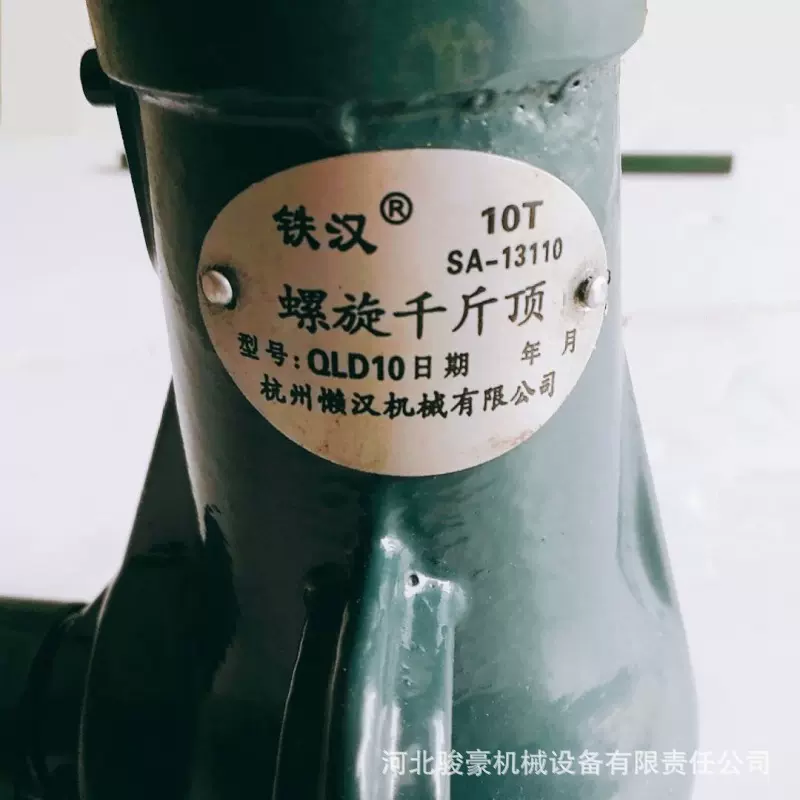 铁汉® 10T
SA-13110
螺旋千斤顶
型号:QLD10日期 年 月
杭州懒汉机械有限公司
河北骏豪机械设备有限责任公司